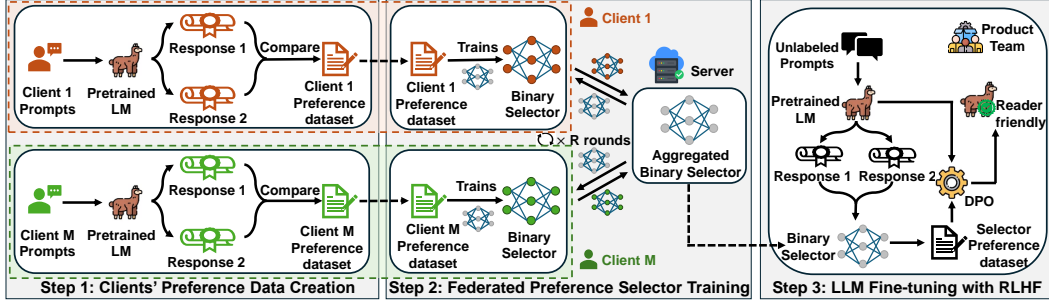 Client 1
Prompts
Pretrained
LM
Response 1
Response 2
Compare
Client 1
Preference
dataset
Client M
Prompts
Pretrained
LM
Response 1
Response 2
Compare
Client M
Preference
dataset
Step 1: Clients' Preference Data Creation
Client 1
Preference
dataset
Trains
Binary
Selector
Client 1
Server
Aggregated
Binary Selector
× R rounds
Client M
Preference
dataset
Trains
Binary
Selector
Client M
Step 2: Federated Preference Selector Training
Unlabeled
Prompts
Product
Team
Pretrained
LM
Reader
friendly
Response 1
Response 2
DPO
Binary
Selector
Selector
Preference
dataset
Step 3: LLM Fine-tuning with RLHF